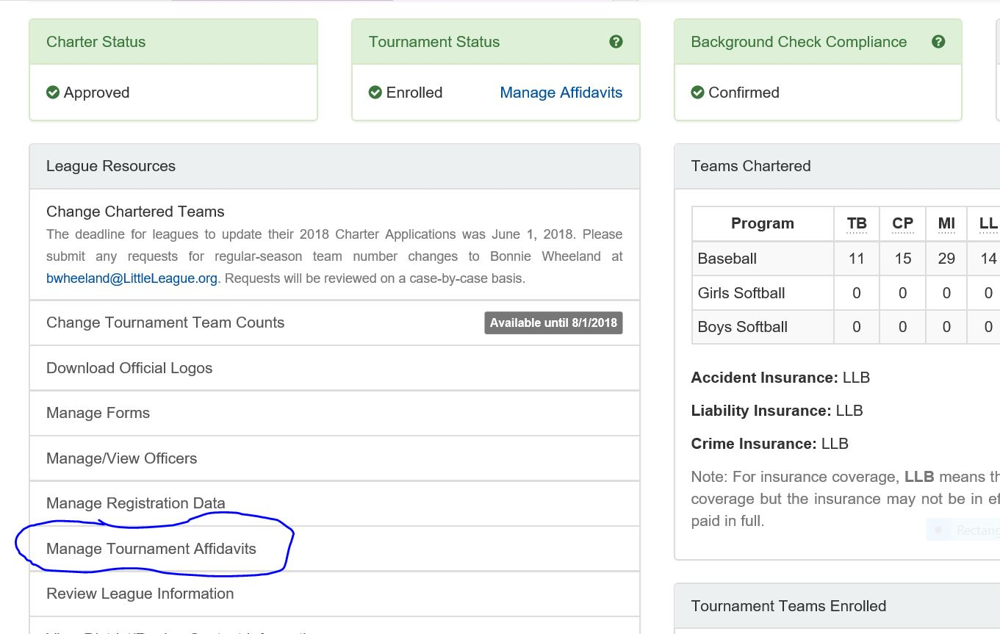 Charter Status
Approved
Tournament Status
Enrolled Manage Affidavits
Background Check Compliance
Confirmed
League Resources
Change Chartered Teams
The deadline for leagues to update their 2018 Charter Applications was June 1, 2018. Please
submit any requests for regular-season team number changes to Bonnie Wheeland at
bwheeland@LittleLeague.org. Requests will be reviewed on a case-by-case basis.
Change Tournament Team Counts Available until 8/1/2018
Download Official Logos
Manage Forms
Manage/View Officers
Manage Registration Data
Manage Tournament Affidavits
Review League Information
Teams Chartered
Program TB CP MI LL
Baseball 11 15 29 14
Girls Softball 0 0 0 0
Boys Softball 0 0 0 0
Accident Insurance: LLB
Liability Insurance: LLB
Crime Insurance: LLB
Note: For insurance coverage, LLB means
coverage but the insurance may not be in
paid in full.
Tournament Teams Enrolled